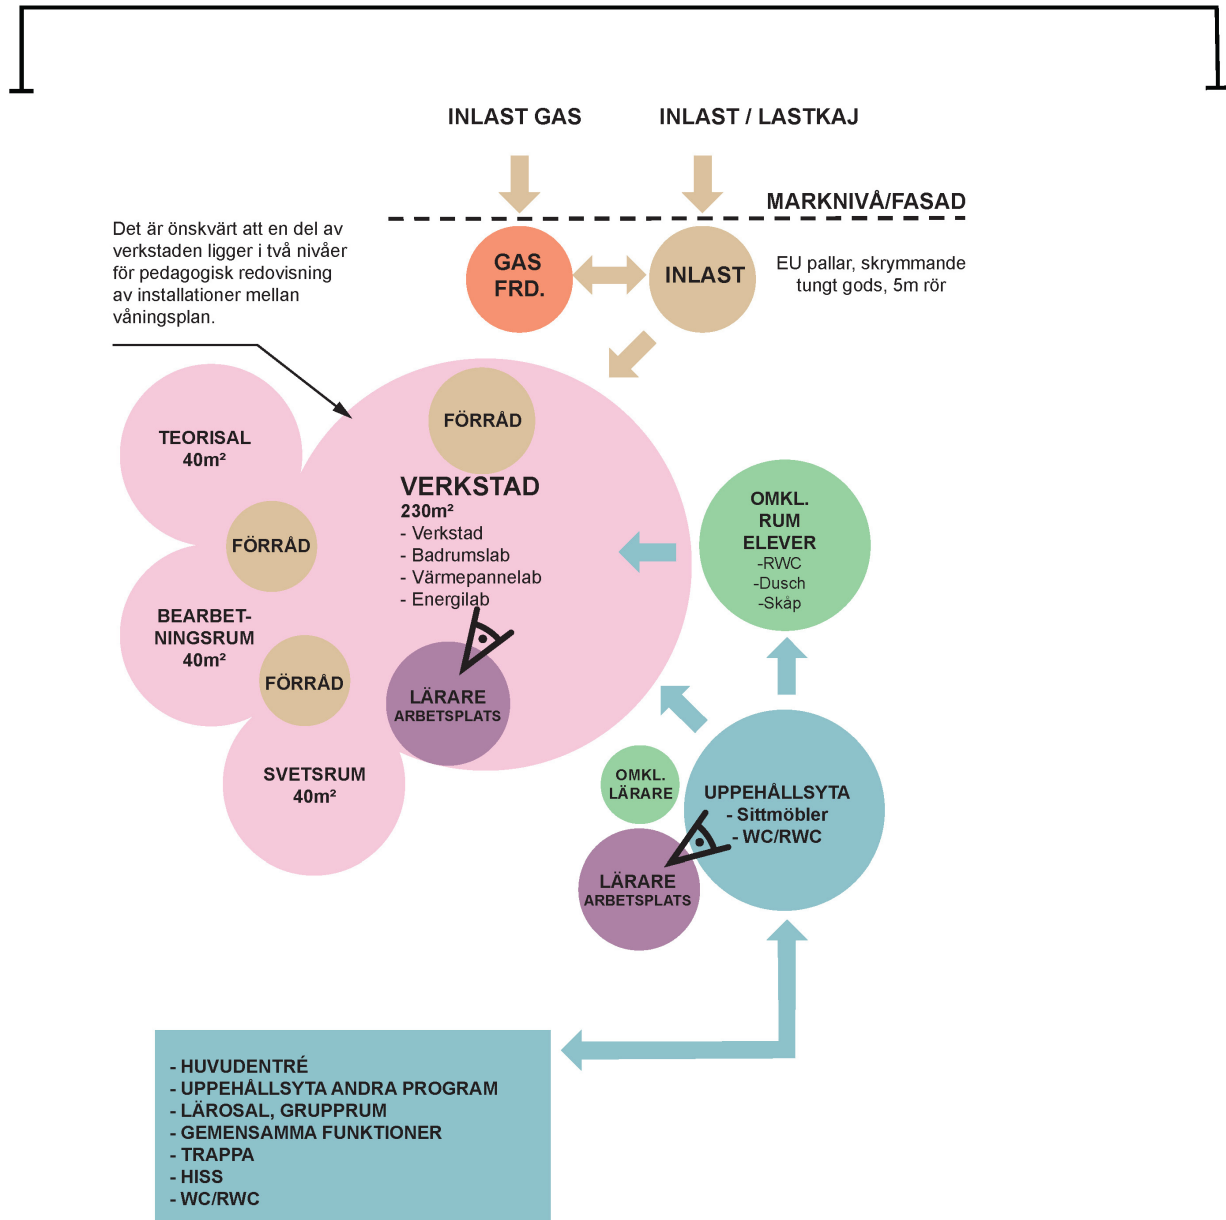 INLAST GAS
INLAST / LASTKAJ
MARKNIVÅ/FASAD
Det är önskvärt att en del av
verkstaden ligger i två nivåer
för pedagogisk redovisning
av installationer mellan
våningsplan.
GAS
FRD.
INLAST
EU pallar, skrymmande
tungt gods, 5m rör
FÖRRÅD
TEORISAL
40m²
VERKSTAD
230m²
- Verkstad
- Badrumslab
- Värmepannelab
- Energilab
FÖRRÅD
OMKL.
RUM
ELEVER
-RWC
-Dusch
-Skåp
BEARBET-
NINGSRUM
40m²
FÖRRÅD
LÄRARE
ARBETSPLATS
SVETSRUM
40m²
OMKL.
LÄRARE
UPPEHÅLLSYTA
- Sittmöbler
- WC/RWC
LÄRARE
ARBETSPLATS
- HUVUDENTRÉ
- UPPEHÅLLSYTA ANDRA PROGRAM
- LÄROSAL, GRUPPRUM
- GEMENSAMMA FUNKTIONER
- TRAPPA
- HISS
- WC/RWC